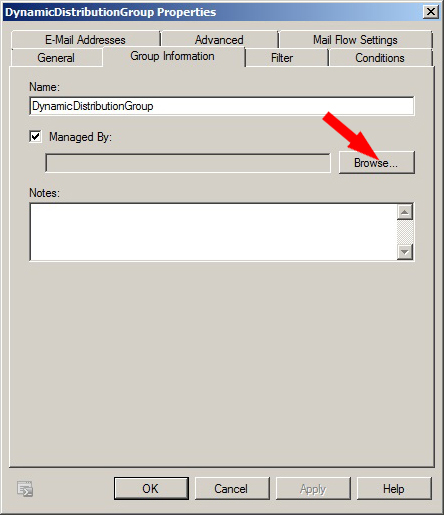 DynamicDistributionGroup Properties
E-Mail Addresses Advanced Mail Flow Settings
General Group Information Filter Conditions
Name:
DynamicDistributionGroup
Managed By:
Browse...
Notes:
OK Cancel Apply Help